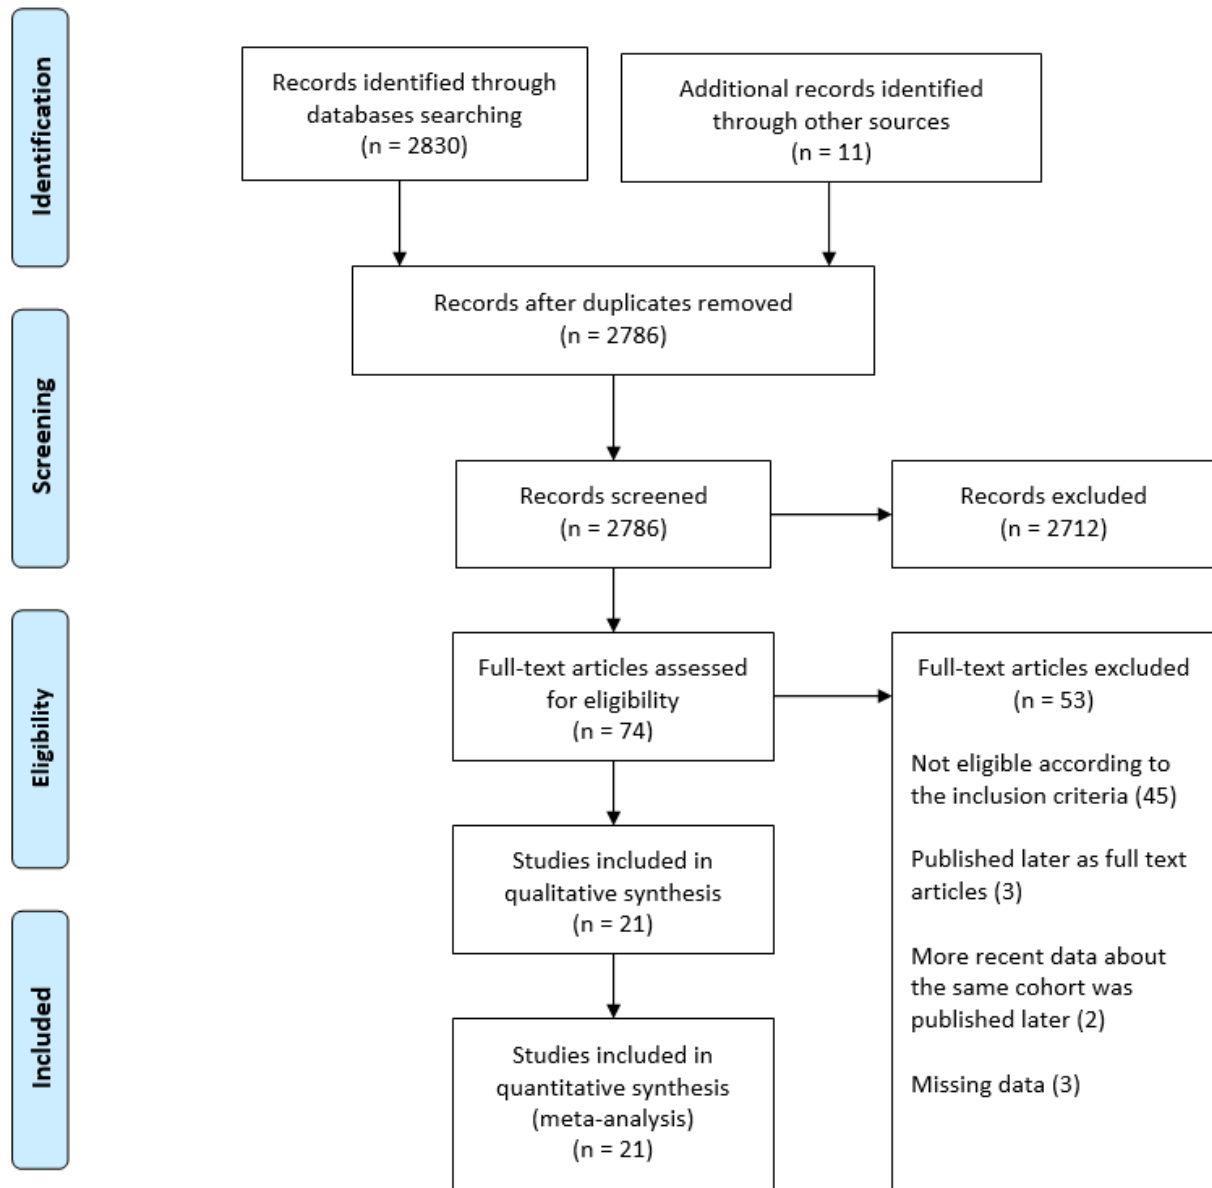 Identification
Records identified through
databases searching
(n = 2830)
Additional records identified
through other sources
(n = 11)
Records after duplicates removed
(n = 2786)
Screening
Records screened
(n = 2786)
Records excluded
(n = 2712)
Eligibility
Full-text articles assessed
for eligibility
(n = 74)
Full-text articles excluded
(n = 53)
Not eligible according to
the inclusion criteria (45)
Published later as full text
articles (3)
More recent data about
the same cohort was
published later (2)
Missing data (3)
Studies included in
qualitative synthesis
(n = 21)
Included
Studies included in
quantitative synthesis
(meta-analysis)
(n = 21)